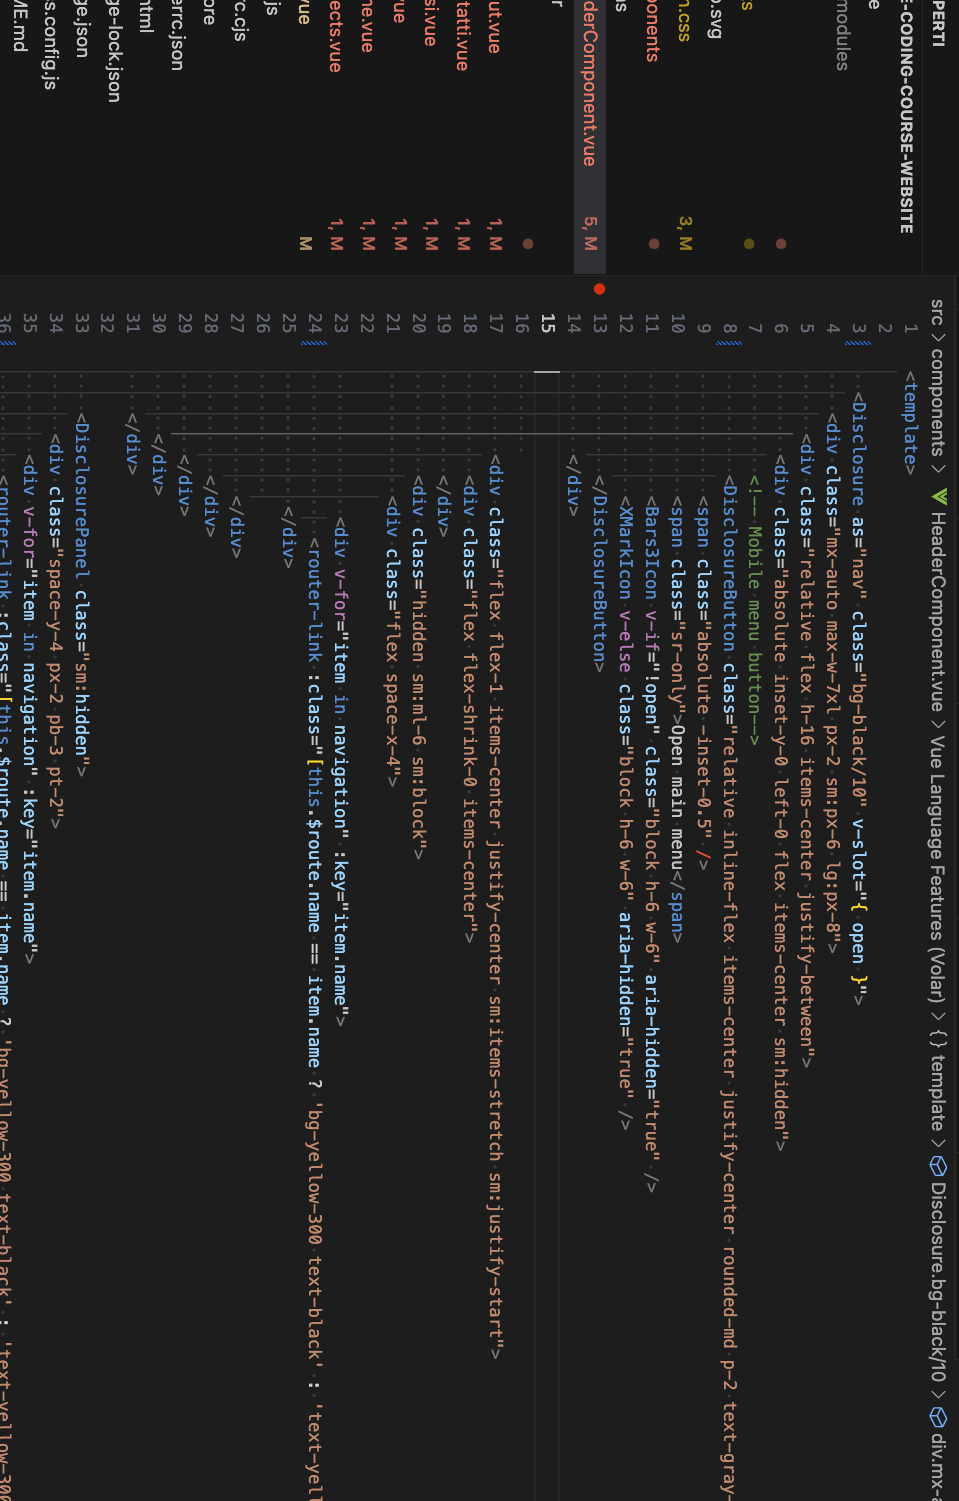 PERTI
E-CODING-COURSE-WEBSITE
e
modules
s
o.svg
n.css 3, M
ponents
ns
derComponent.vue 5, M
r
ut.vue 1, M
tatti.vue 1, M
si.vue 1, M
vue 1, M
ne.vue 1, M
ects.vue 1, M
vue M
js
rc.cjs
ore
errc.json
html
ge-lock.json
ge.json
s.config.js
ME.md
src > components > HeaderComponent.vue > Vue Language Features (Volar) > {} template > Disclosure.bg-black/10 > div.mx-a
1 <template>
2
3 <Disclosure as="nav" class="bg-black/10" v-slot="{ open }">
4 <div class="mx-auto max-w-7xl px-2 sm:px-6 lg:px-8">
5 <div class="relative flex h-16 items-center justify-between">
6 <div class="absolute inset-y-0 left-0 flex items-center sm:hidden">
7 <!-- Mobile menu button-->
8 <DisclosureButton class="relative inline-flex items-center justify-center rounded-md p-2 text-gray-
9 <span class="absolute -inset-0.5" />
10 <span class="sr-only">Open main menu</span>
11 <Bars3Icon v-if="!open" class="block h-6 w-6" aria-hidden="true" />
12 <XMarkIcon v-else class="block h-6 w-6" aria-hidden="true" />
13 </DisclosureButton>
14 </div>
15
16
17 <div class="flex flex-1 items-center justify-center sm:items-stretch sm:justify-start">
18 <div class="flex flex-shrink-0 items-center">
19 </div>
20 <div class="hidden sm:ml-6 sm:block">
21 <div class="flex space-x-4">
22
23 <div v-for="item in navigation" :key="item.name">
24 <router-link :class="[this.$route.name == item.name ? 'bg-yellow-300 text-black' : 'text-yell
25 </div>
26
27 </div>
28 </div>
29 </div>
30 </div>
31 </div>
32
33 <DisclosurePanel class="sm:hidden">
34 <div class="space-y-4 px-2 pb-3 pt-2">
35 <div v-for="item in navigation" :key="item.name">
36 <router-link :class="[this.$route.name == item.name ? 'bg-yellow-300 text-black' : 'text-yellow-300